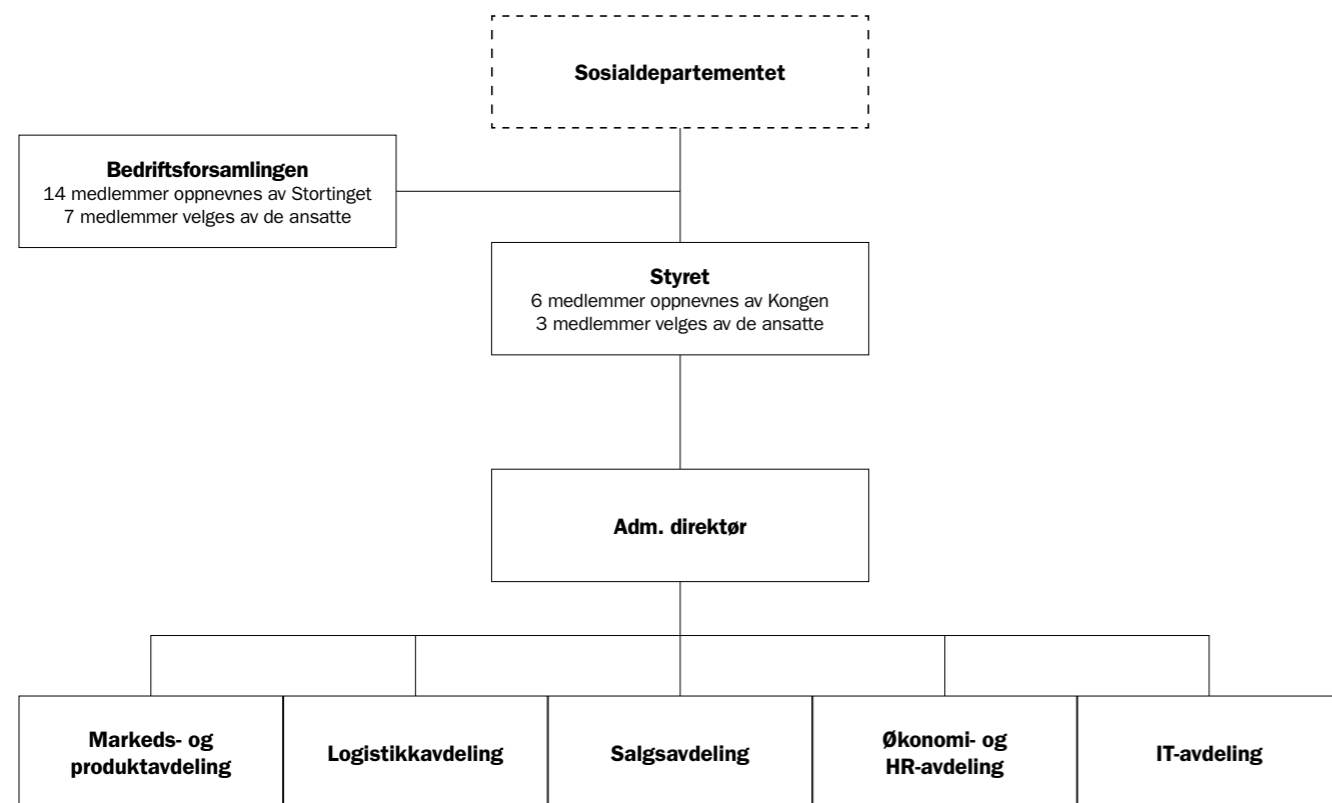 Sosialdepartementet
Bedriftsforsamlingen
14 medlemmer oppnevnes av Stortinget
7 medlemmer velges av de ansatte
Styret
6 medlemmer oppnevnes av Kongen
3 medlemmer velges av de ansatte
Adm. direktør
Markeds- og
produktavdeling
Logistikkavdeling
Salgsavdeling
Økonomi- og
HR-avdeling
IT-avdeling